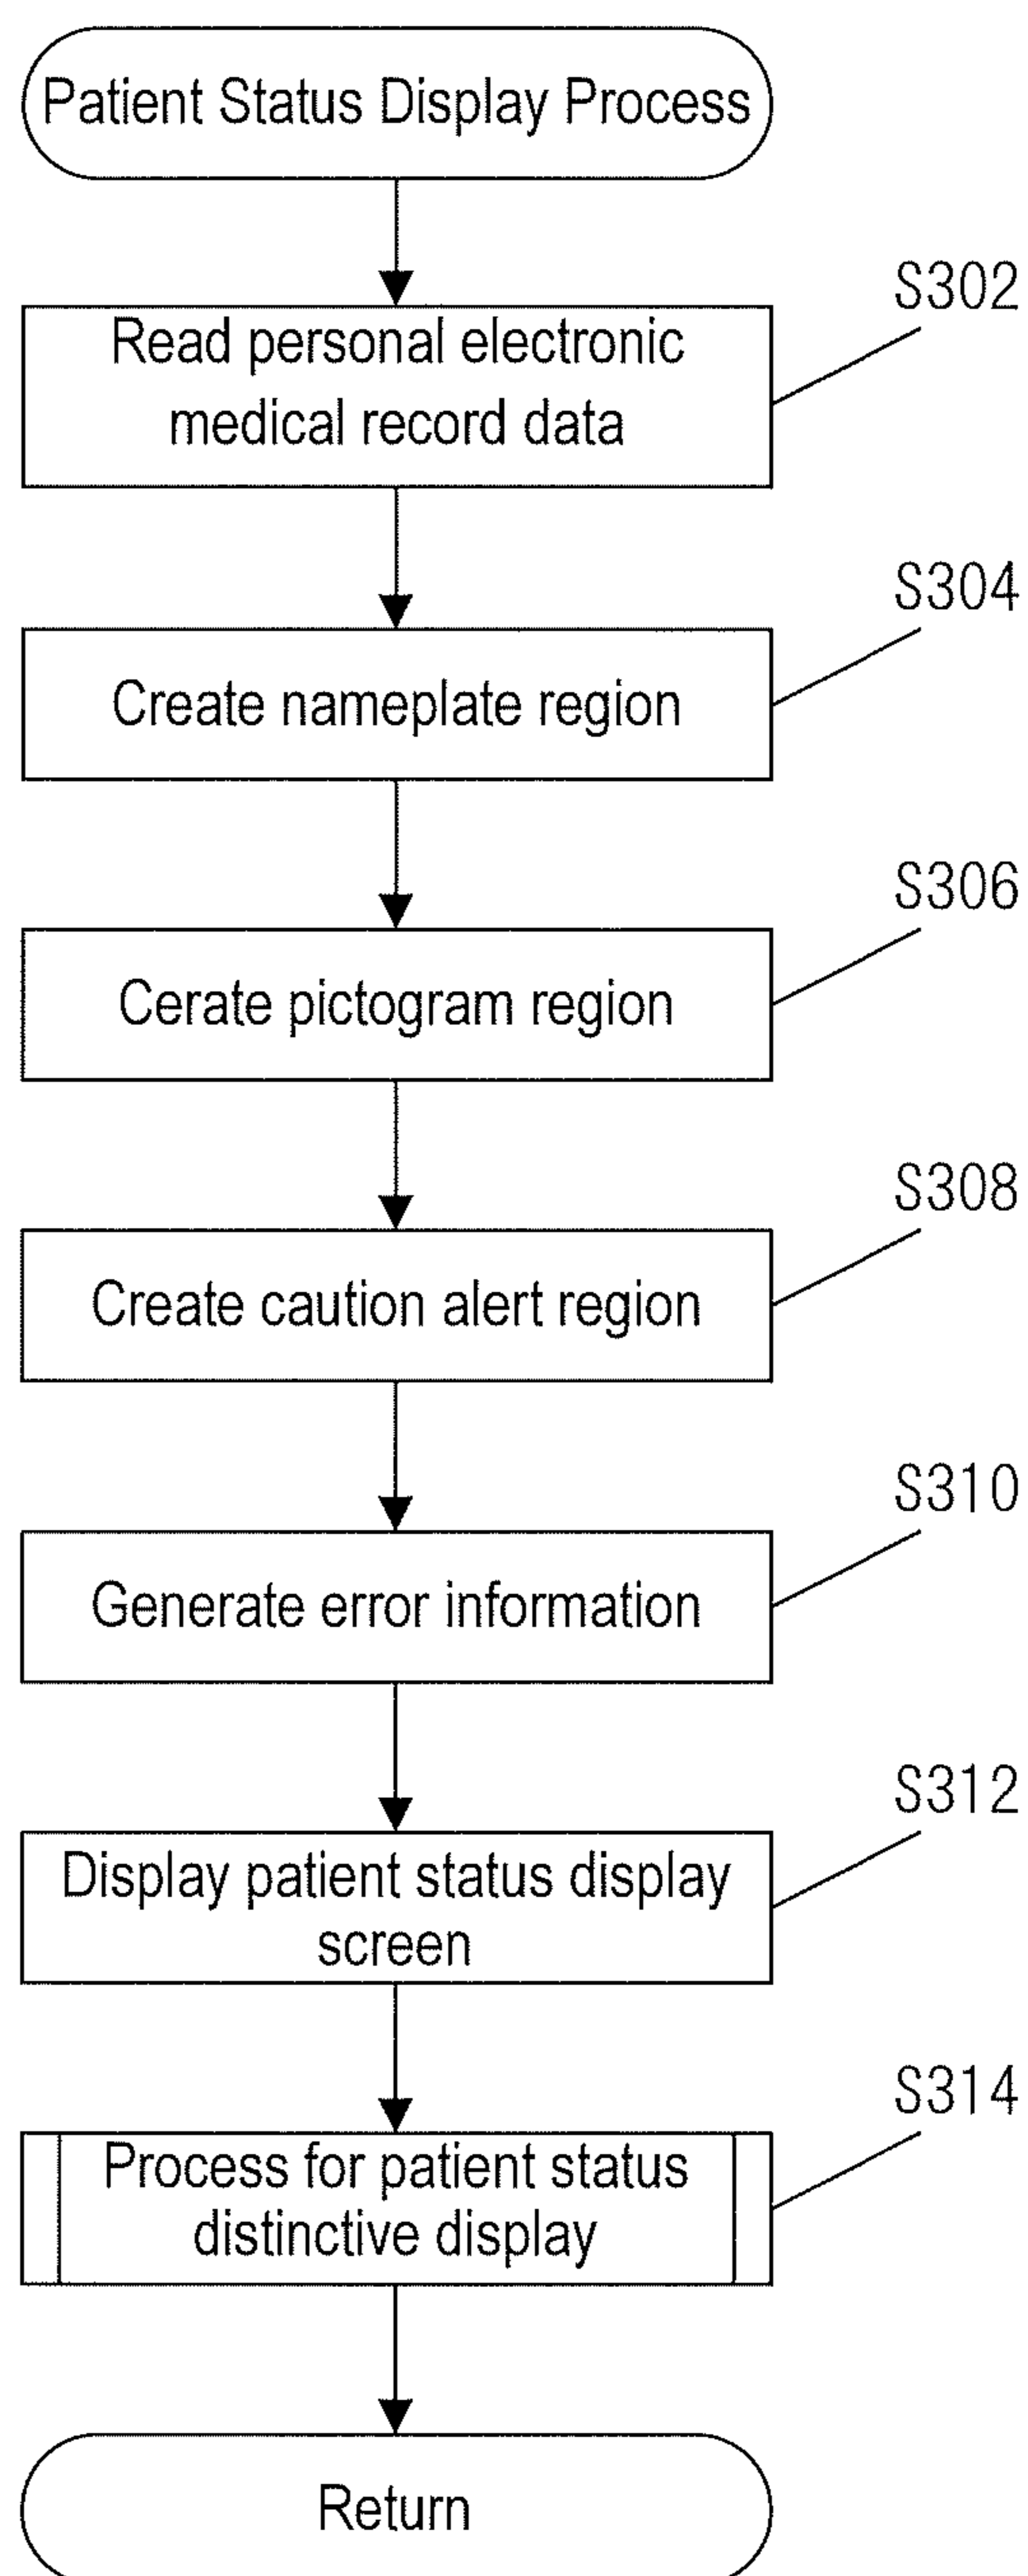 Patient Status Display Process
S302
Read personal electronic
medical record data
S304
Create nameplate region
S306
Cerate pictogram region
S308
Create caution alert region
S310
Generate error information
S312
Display patient status display
screen
S314
Process for patient status
distinctive display
Return